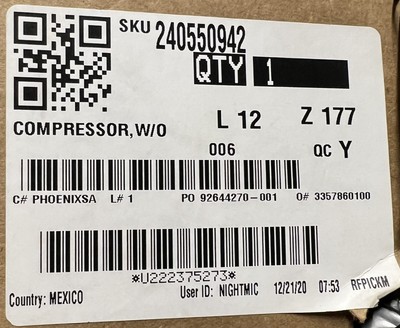 SKU 240550942
QTY 1
COMPRESSOR,W/O L 12 Z 177
006 QC Y
C# PHOENIXSA L# 1 PO 92644270-001 O# 3357860100
*U222375273*
Country: MEXICO User ID: NIGHTMIC 12/21/20 07:53 RFPICKM